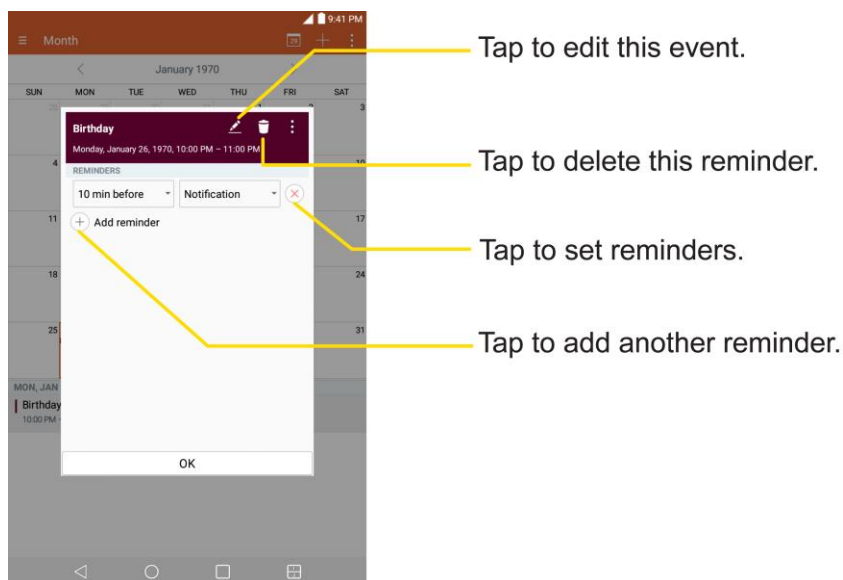 9:41 PM
Month
29
January 1970
SUN MON TUE WED THU FRI SAT
3
4
10
11
17
18
24
25
31
Birthday
Monday, January 26, 1970, 10:00 PM – 11:00 PM
REMINDERS
10 min before Notification
Add reminder
OK
MON, JAN
Birthday
10:00 PM -
Tap to edit this event.
Tap to delete this reminder.
Tap to set reminders.
Tap to add another reminder.